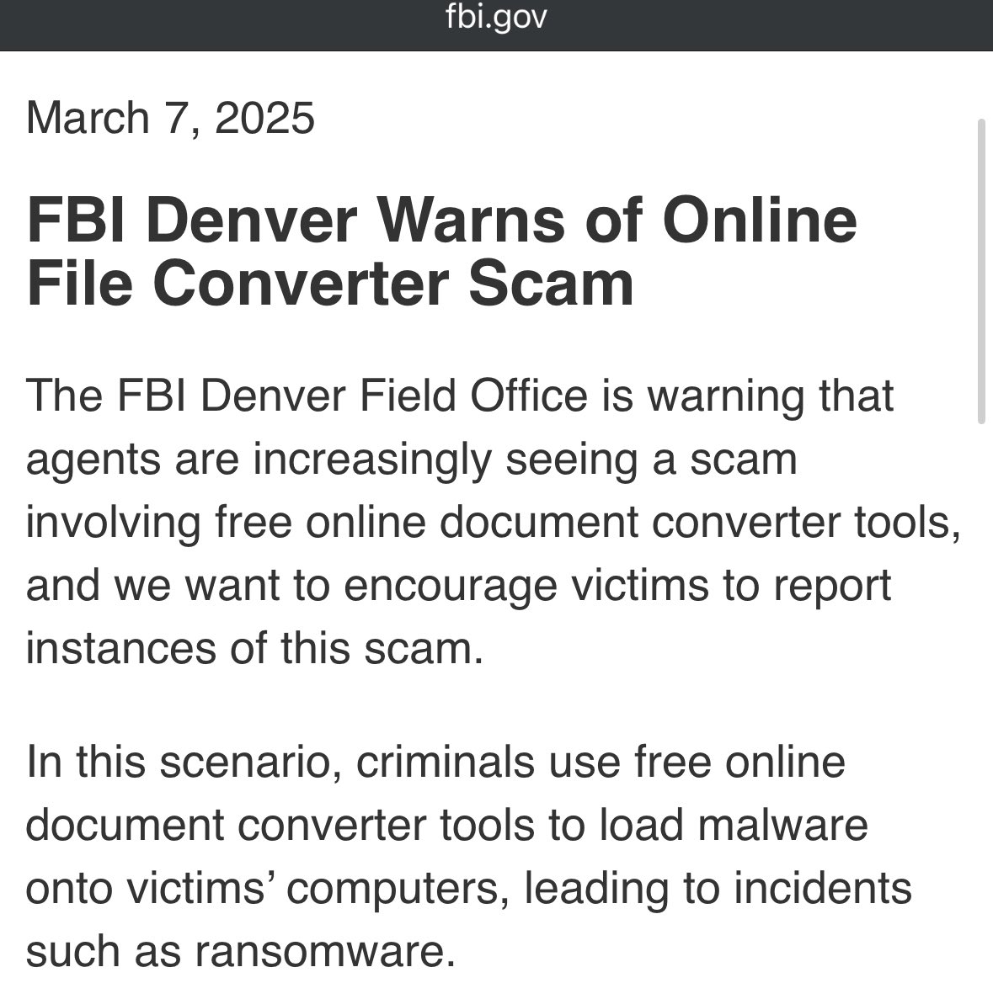 fbi.gov
March 7, 2025
FBI Denver Warns of Online
File Converter Scam
The FBI Denver Field Office is warning that
agents are increasingly seeing a scam
involving free online document converter tools,
and we want to encourage victims to report
instances of this scam.
In this scenario, criminals use free online
document converter tools to load malware
onto victims’ computers, leading to incidents
such as ransomware.